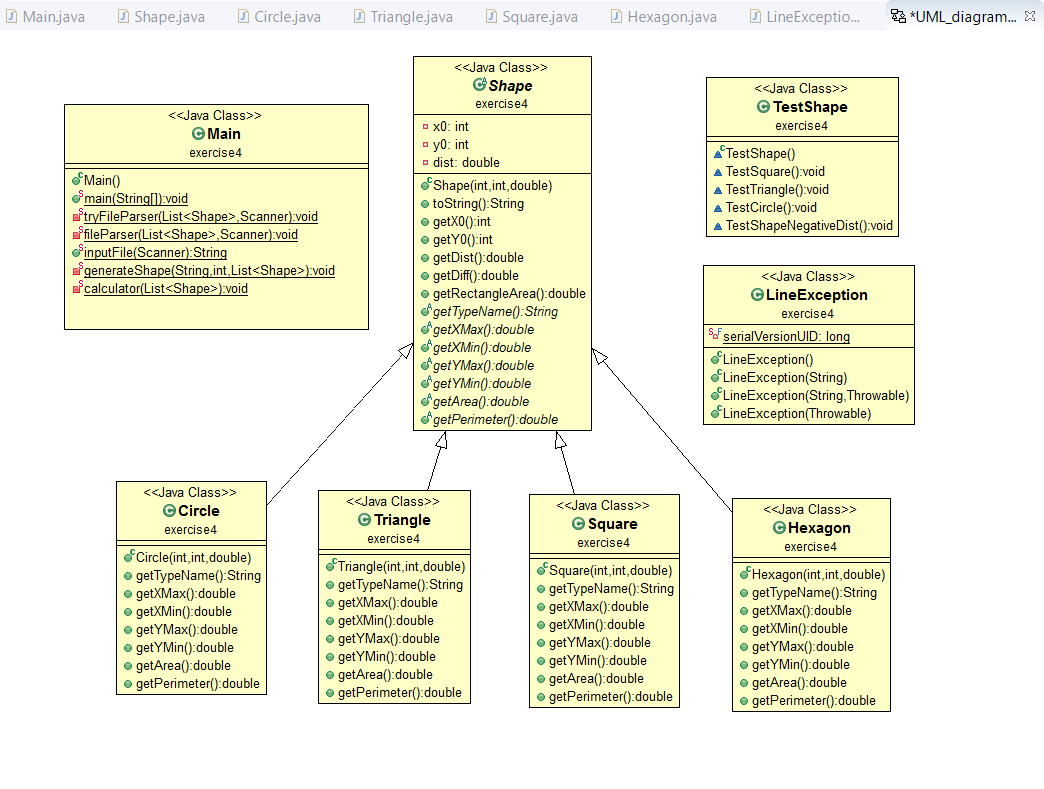 Main.java
Shape.java
Circle.java
Triangle.java
Square.java
Hexagon.java
LineExceptio...
*UML_diagram...
<<Java Class>>
Main
exercise4
Main()
main(String[]):void
tryFileParser(List<Shape>,Scanner):void
fileParser(List<Shape>,Scanner):void
inputFile(Scanner):String
generateShape(String,int,List<Shape>):void
calculator(List<Shape>):void
<<Java Class>>
Shape
exercise4
x0: int
y0: int
dist: double
Shape(int,int,double)
toString():String
getX0():int
getY0():int
getDist():double
getDiff():double
getRectangleArea():double
getTypeName():String
getXMax():double
getXMin():double
getYMax():double
getYMin():double
getArea():double
getPerimeter():double
<<Java Class>>
TestShape
exercise4
TestShape()
TestSquare():void
TestTriangle():void
TestCircle():void
TestShapeNegativeDist():void
<<Java Class>>
LineException
exercise4
serialVersionUID: long
LineException()
LineException(String)
LineException(String,Throwable)
LineException(Throwable)
<<Java Class>>
Circle
exercise4
Circle(int,int,double)
getTypeName():String
getXMax():double
getXMin():double
getYMax():double
getYMin():double
getArea():double
getPerimeter():double
<<Java Class>>
Triangle
exercise4
Triangle(int,int,double)
getTypeName():String
getXMax():double
getXMin():double
getYMax():double
getYMin():double
getArea():double
getPerimeter():double
<<Java Class>>
Square
exercise4
Square(int,int,double)
getTypeName():String
getXMax():double
getXMin():double
getYMax():double
getYMin():double
getArea():double
getPerimeter():double
<<Java Class>>
Hexagon
exercise4
Hexagon(int,int,double)
getTypeName():String
getXMax():double
getXMin():double
getYMax():double
getYMin():double
getArea():double
getPerimeter():double